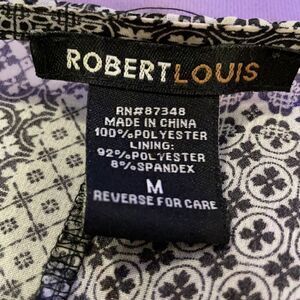 ROBERTLOUIS
RN#87348
MADE IN CHINA
100%POLYESTER
LINING:
92%POLYESTER
8%SPANDEX
M
REVERSE FOR CARE